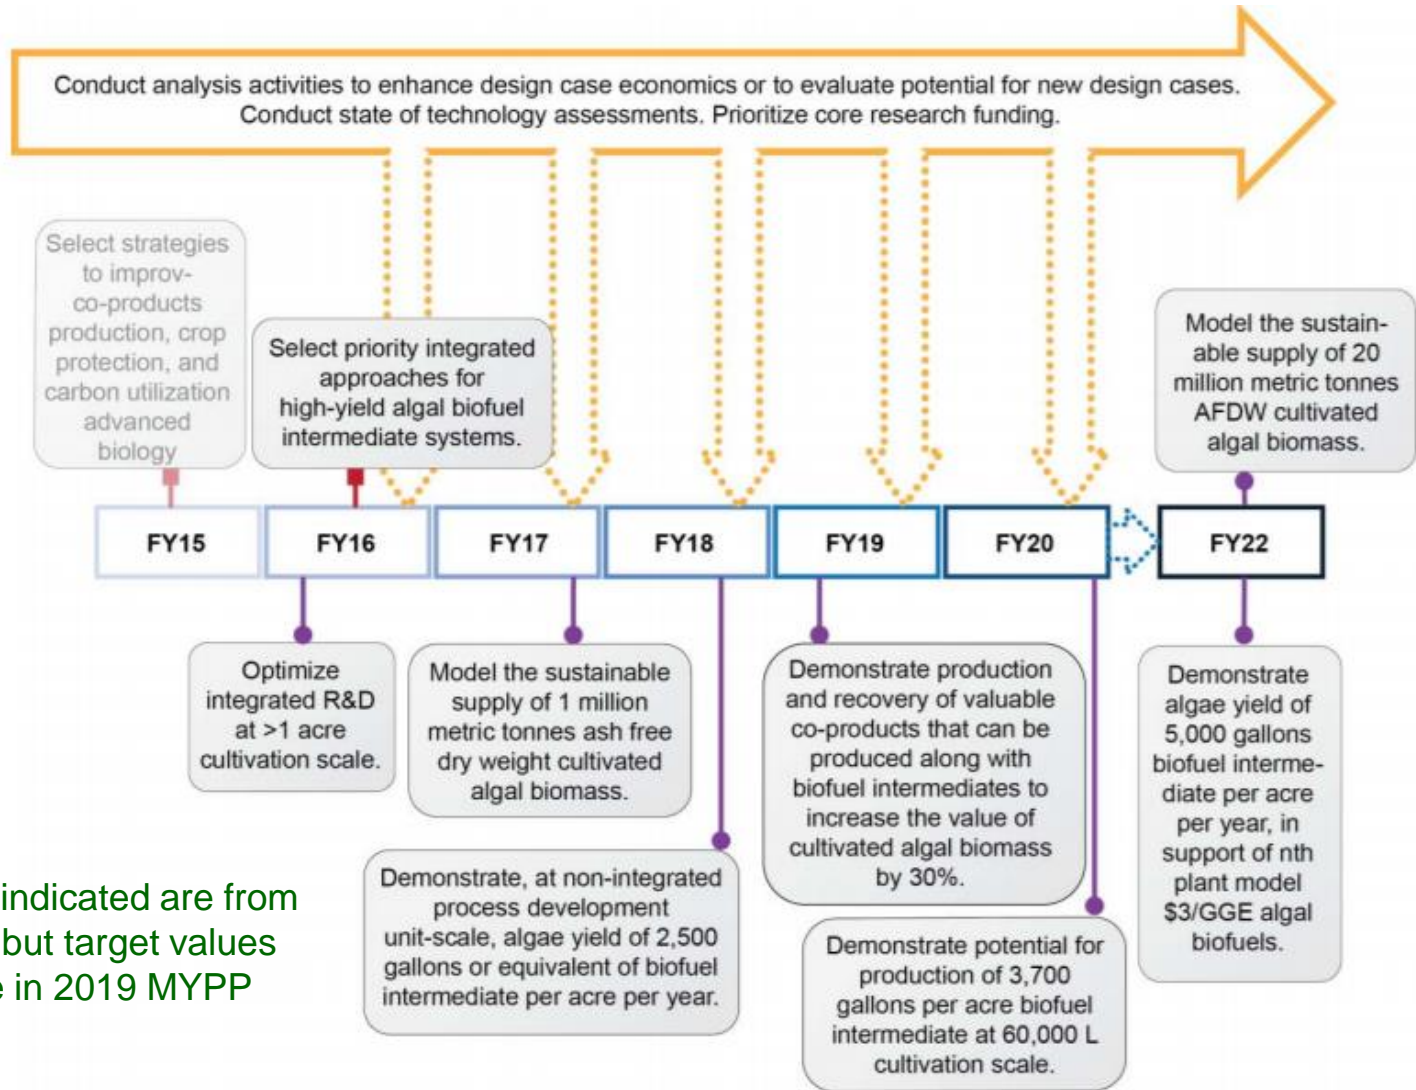 Conduct analysis activities to enhance design case economics or to evaluate potential for new design cases.
Conduct state of technology assessments. Prioritize core research funding.
Select strategies
to improv-
co-products
production, crop
protection, and
carbon utilization
advanced
biology
Select priority integrated
approaches for
high-yield algal biofuel
intermediate systems.
Model the sustain-
able supply of 20
million metric tonnes
AFDW cultivated
algal biomass.
FY15
FY16
FY17
FY18
FY19
FY20
FY22
Optimize
integrated R&D
at >1 acre
cultivation scale.
Model the sustainable
supply of 1 million
metric tonnes ash free
dry weight cultivated
algal biomass.
Demonstrate, at non-integrated
process development
unit-scale, algae yield of 2,500
gallons or equivalent of biofuel
intermediate per acre per year.
Demonstrate production
and recovery of valuable
co-products that can be
produced along with
biofuel intermediates to
increase the value of
cultivated algal biomass
by 30%.
Demonstrate potential for
production of 3,700
gallons per acre biofuel
intermediate at 60,000 L
cultivation scale.
Demonstrate
algae yield of
5,000 gallons
biofuel interme-
diate per acre
per year, in
support of nth
plant model
$3/GGE algal
biofuels.
indicated are from
but target values
in 2019 MYPP